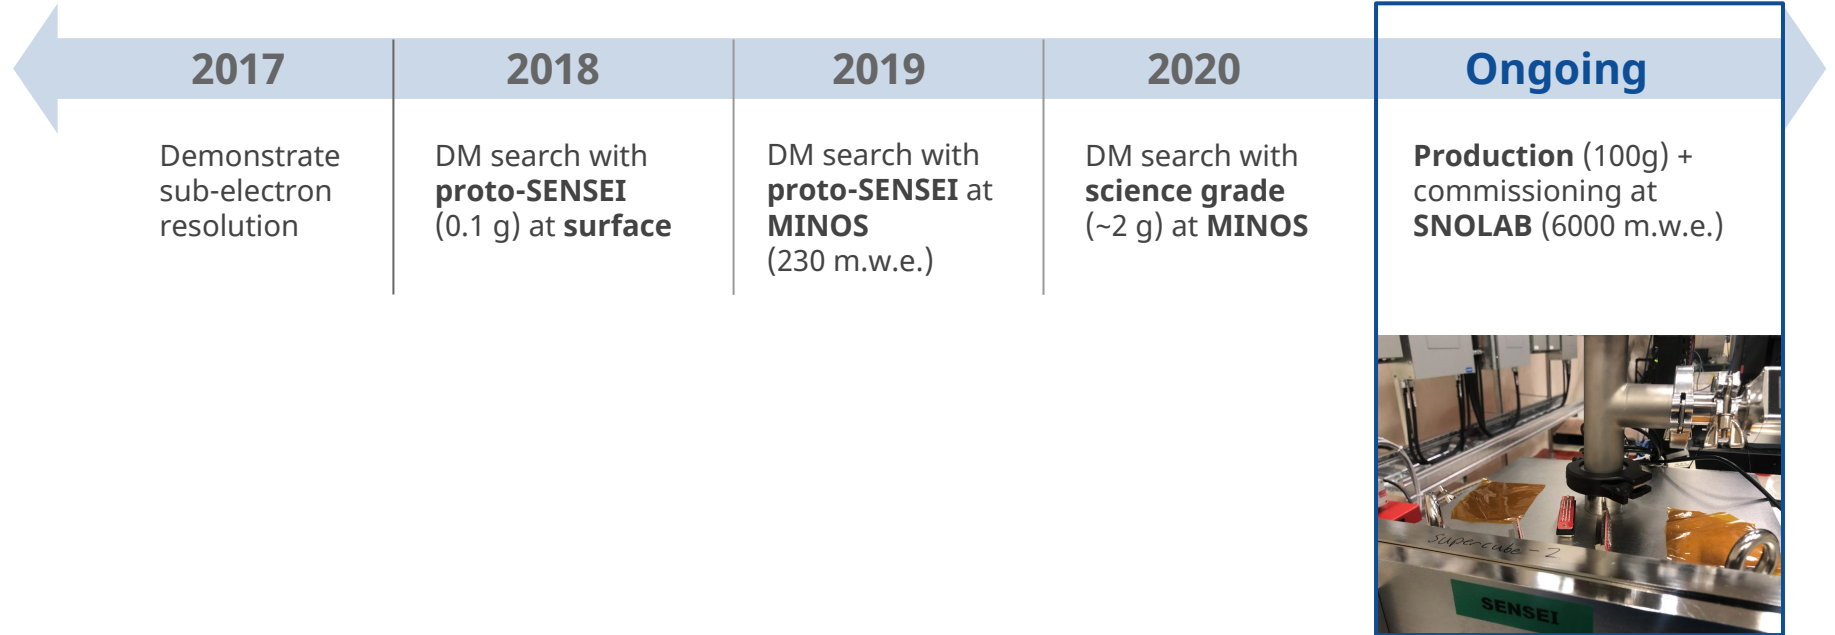 2017
Demonstrate
sub-electron
resolution
2018
DM search with
proto-SENSEI
(0.1 g) at surface
2019
DM search with
proto-SENSEI at
MINOS
(230 m.w.e.)
2020
DM search with
science grade
(~2 g) at MINOS
Ongoing
Production (100g) +
commissioning at
SNOLAB (6000 m.w.e.)
supercube-2
SENSEI